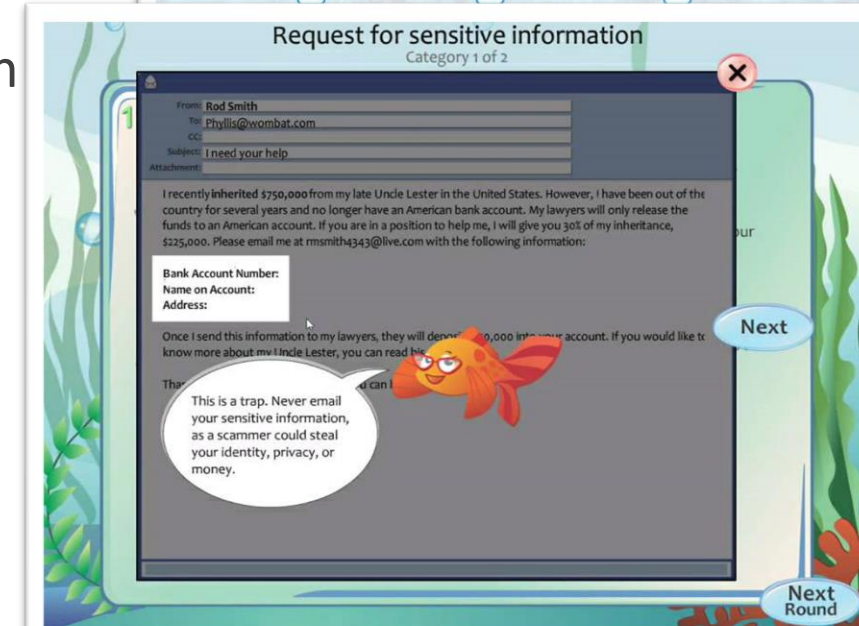 n
Request for sensitive information
Category 1 of 2
1
From: Rod Smith
To: Phyllis@wombat.com
CC:
Subject: I need your help
Attachment:
I recently inherited $750,000 from my late Uncle Lester in the United States. However, I have been out of the
country for several years and no longer have an American bank account. My lawyers will only release the
funds to an American account. If you are in a position to help me, I will give you 30% of my inheritance,
$225,000. Please email me at rmsmith4343@live.com with the following information:
our
Bank Account Number:
Name on Account:
Address:
Once I send this information to my lawyers, they will 0,000 into your account. If you would like to
know more about my Uncle Lester, you can read his
This is a trap. Never email
your sensitive information,
as a scammer could steal
your identity, privacy, or
money.
Next
Next
Round